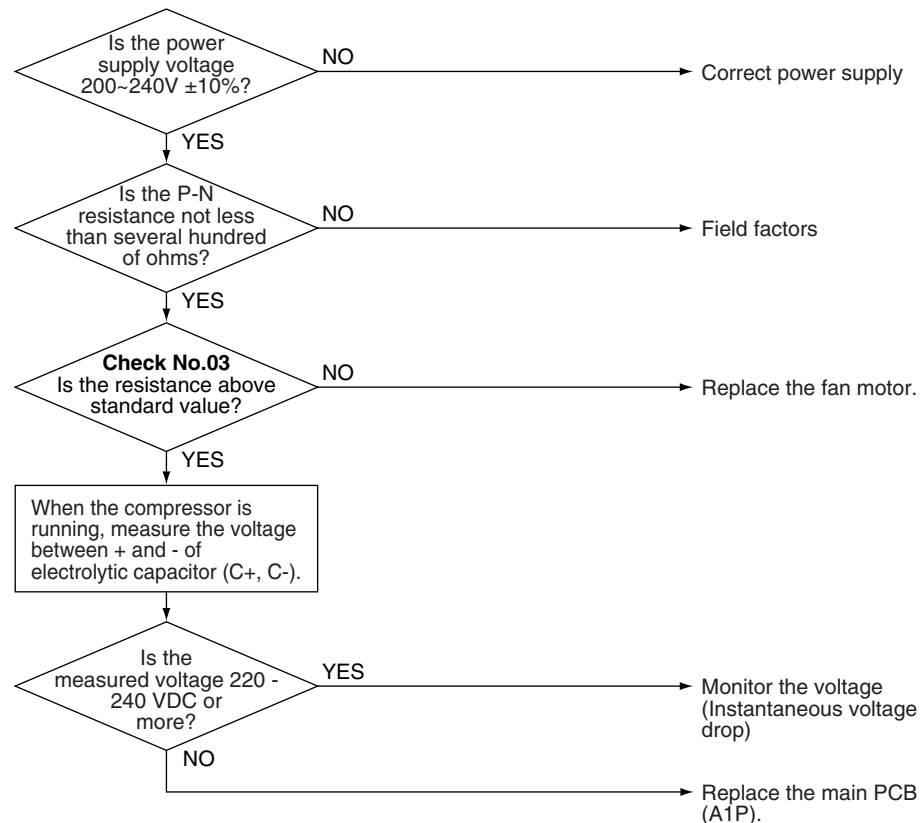 Is the power
supply voltage
200~240V ±10%?
NO
Correct power supply
YES
Is the P-N
resistance not less
than several hundred
of ohms?
NO
Field factors
YES
Check No.03
Is the resistance above
standard value?
NO
Replace the fan motor.
YES
When the compressor is
running, measure the voltage
between + and - of
electrolytic capacitor (C+, C-).
Is the
measured voltage 220 -
240 VDC or
more?
YES
Monitor the voltage
(Instantaneous voltage
drop)
NO
Replace the main PCB
(A1P).